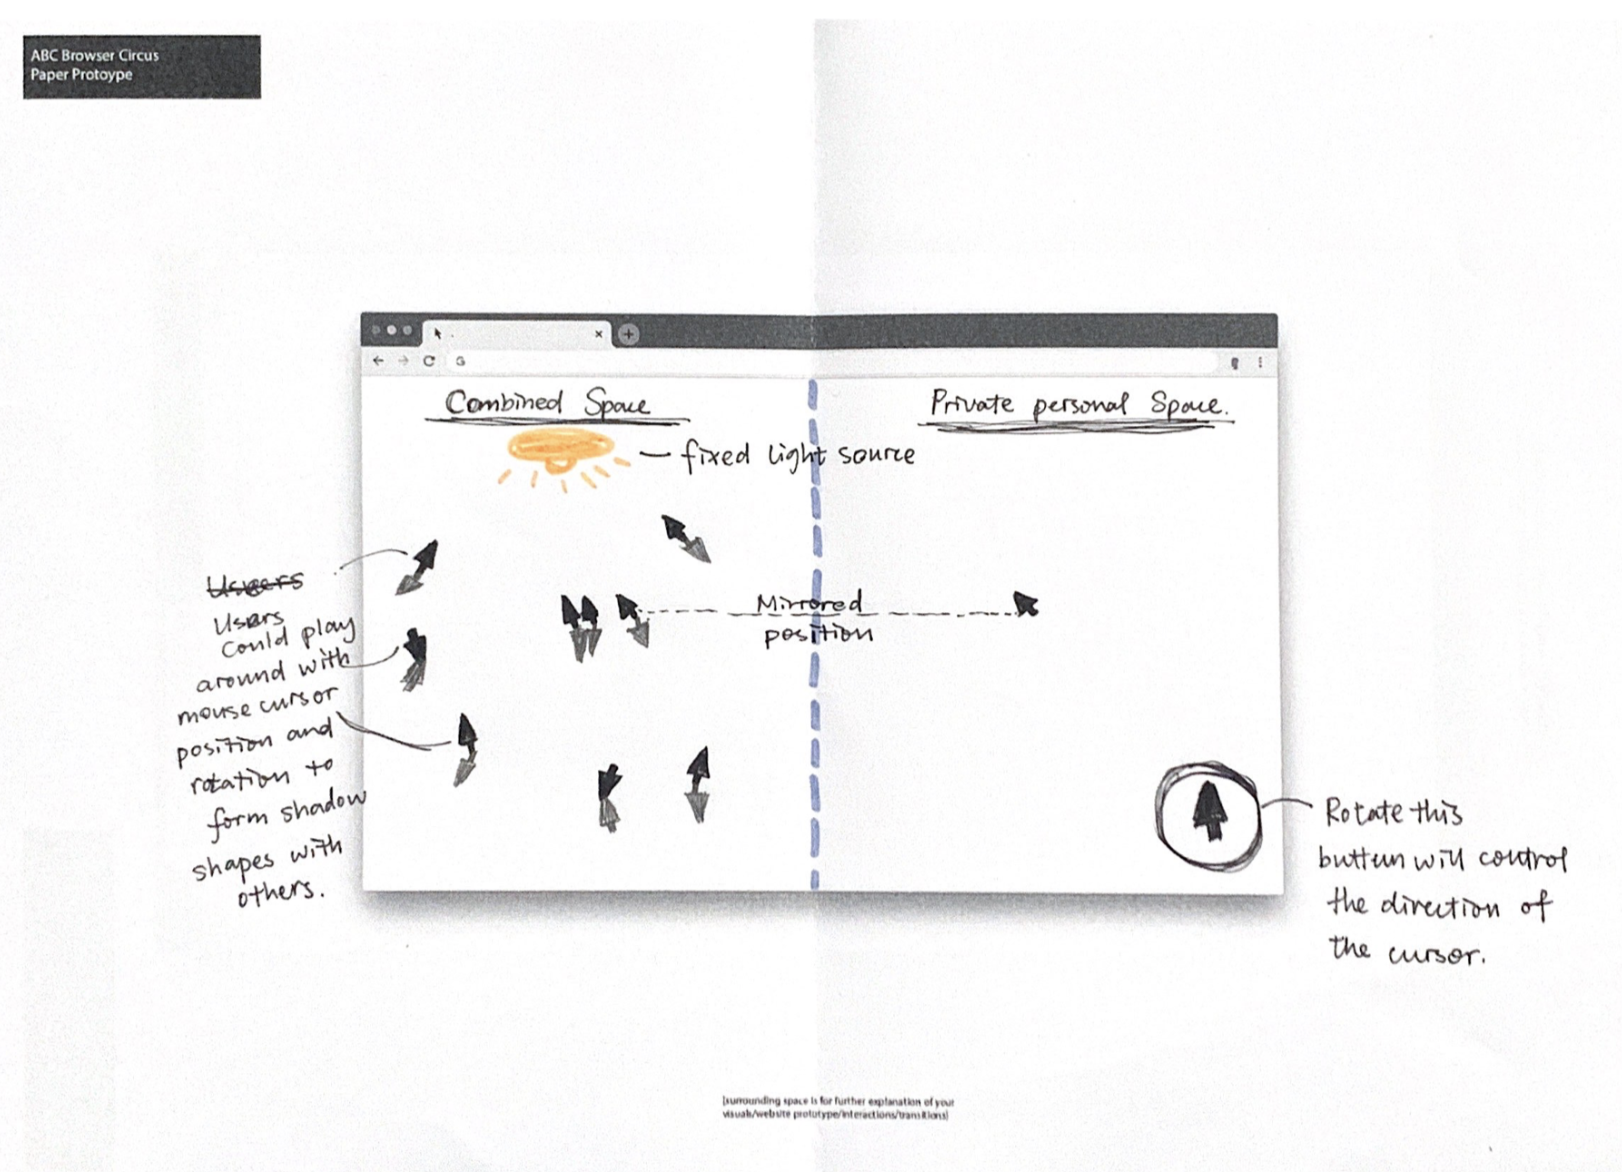 ABC Browser Circus
Paper Protoype
Combined Space
Private personal Space.
— fixed light source
Mirrored
position
Users
Users
Could play
around with
mouse cursor
position and
rotation to
form shadow
shapes with
others.
Rotate this
button will control
the direction of
the cursor.
[surrounding space is for further explanation of your
visuals/website prototype/interactions/transitions]